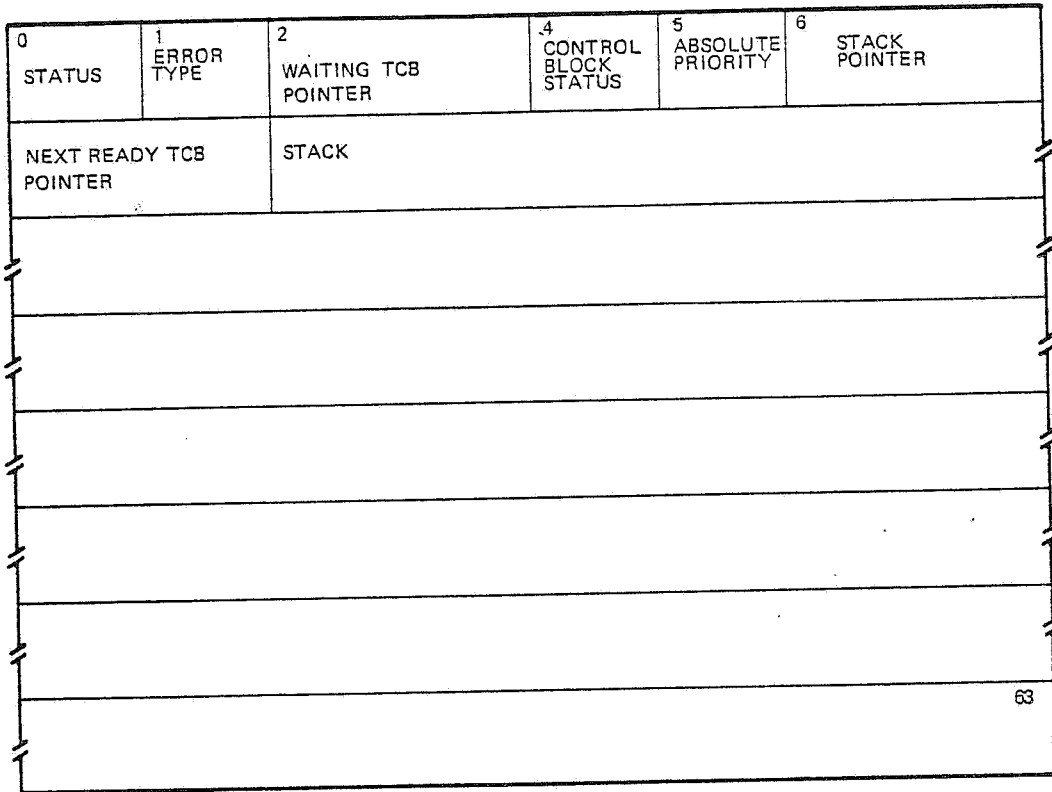 0
STATUS
1
ERROR
TYPE
2
WAITING TCB
POINTER
4
CONTROL
BLOCK
STATUS
5
ABSOLUTE
PRIORITY
6
STACK
POINTER
NEXT READY TCB
POINTER
STACK
63